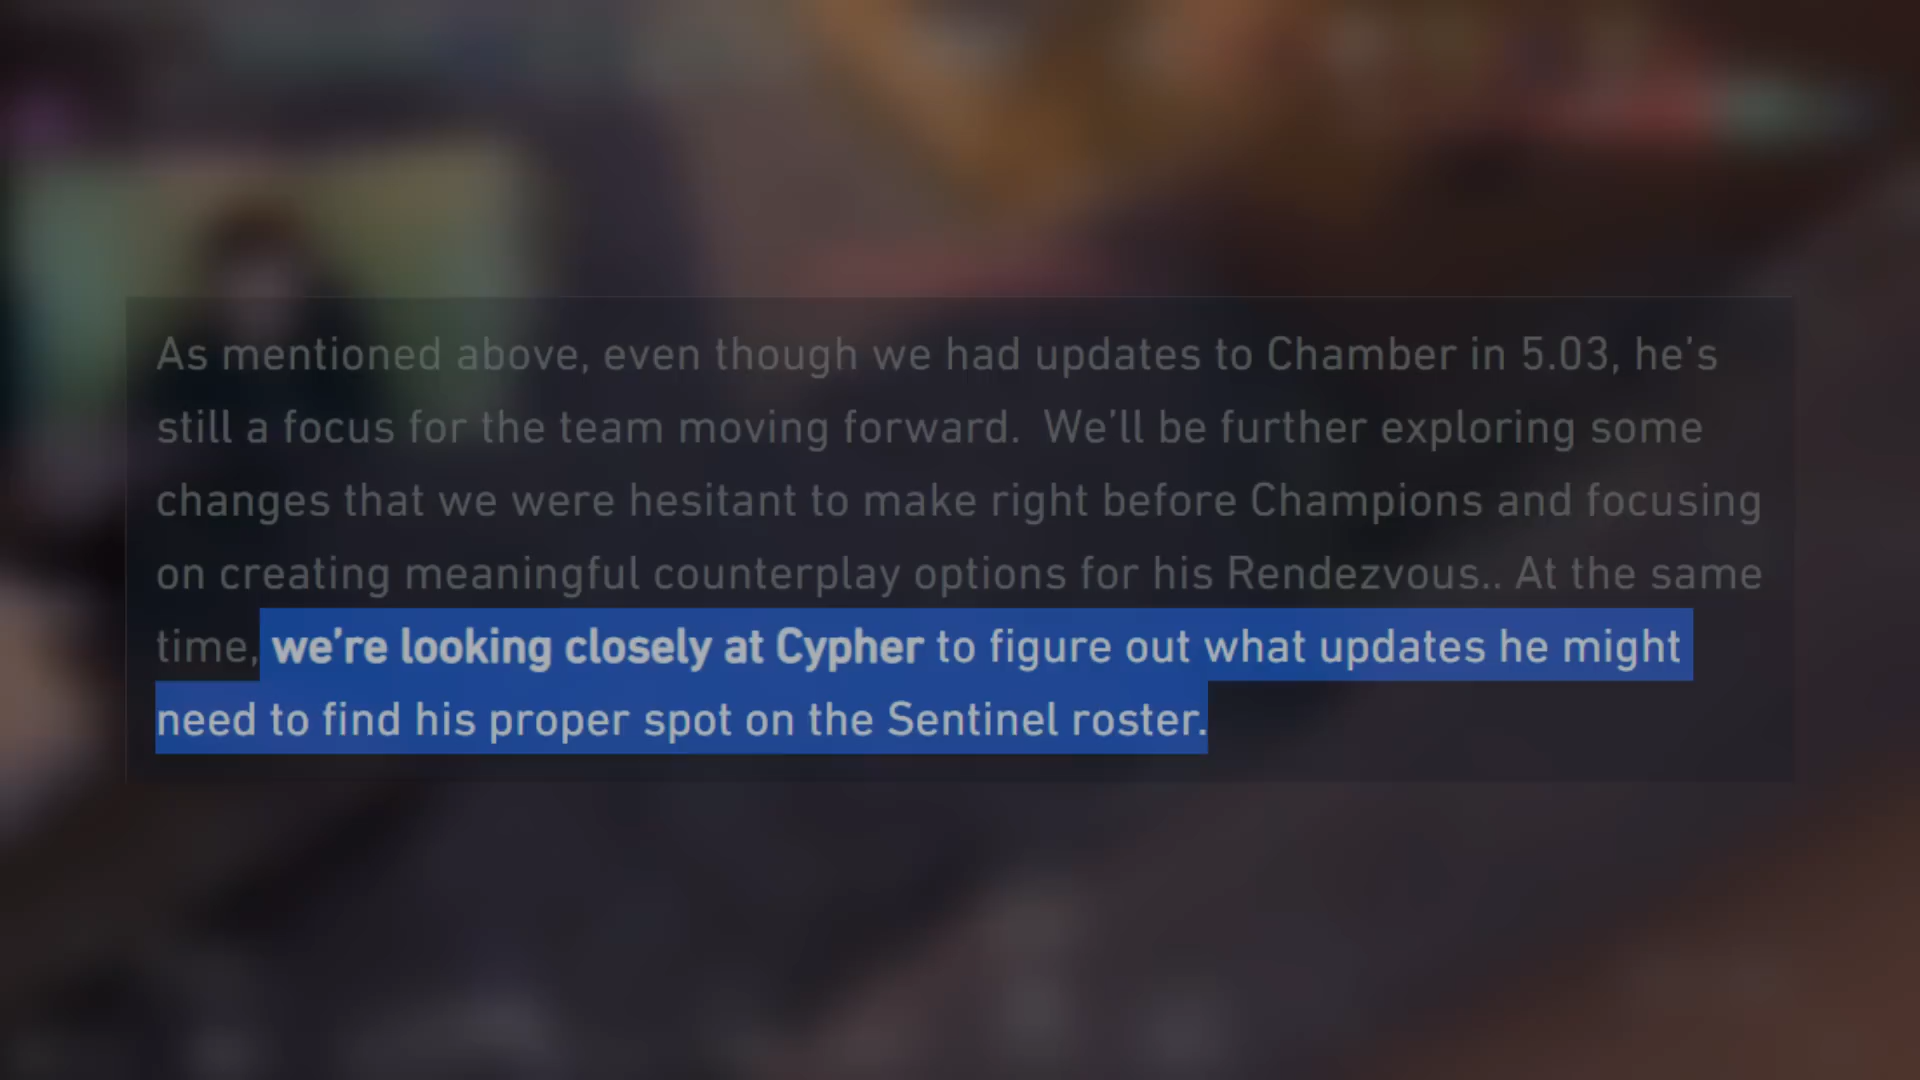 As mentioned above, even though we had updates to Chamber in 5.03, he's
still a focus for the team moving forward.  We'll be further exploring some
changes that we were hesitant to make right before Champions and focusing
on creating meaningful counterplay options for his Rendezvous.. At the same
time, we're looking closely at Cypher to figure out what updates he might
need to find his proper spot on the Sentinel roster.